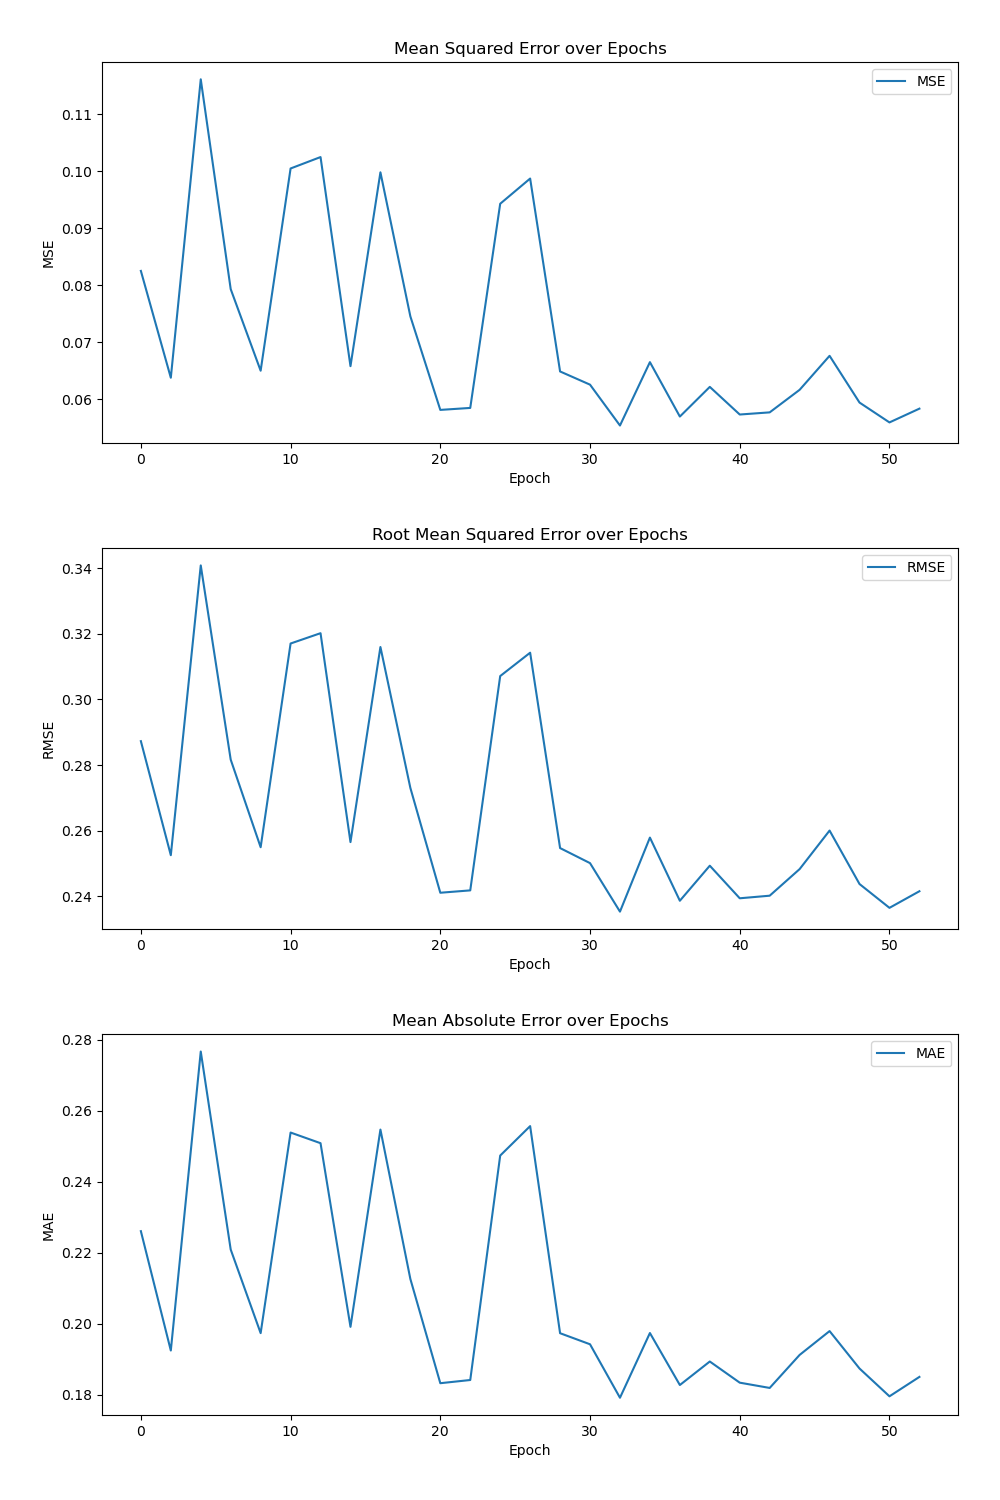 Mean Squared Error over Epochs
MSE
0.11
0.10
0.09
0.08
0.07
0.06
MSE
0 10 20 30 40 50
Epoch
Root Mean Squared Error over Epochs
RMSE
0.34
0.32
0.30
0.28
0.26
0.24
RMSE
0 10 20 30 40 50
Epoch
Mean Absolute Error over Epochs
MAE
0.28
0.26
0.24
0.22
0.20
0.18
MAE
0 10 20 30 40 50
Epoch